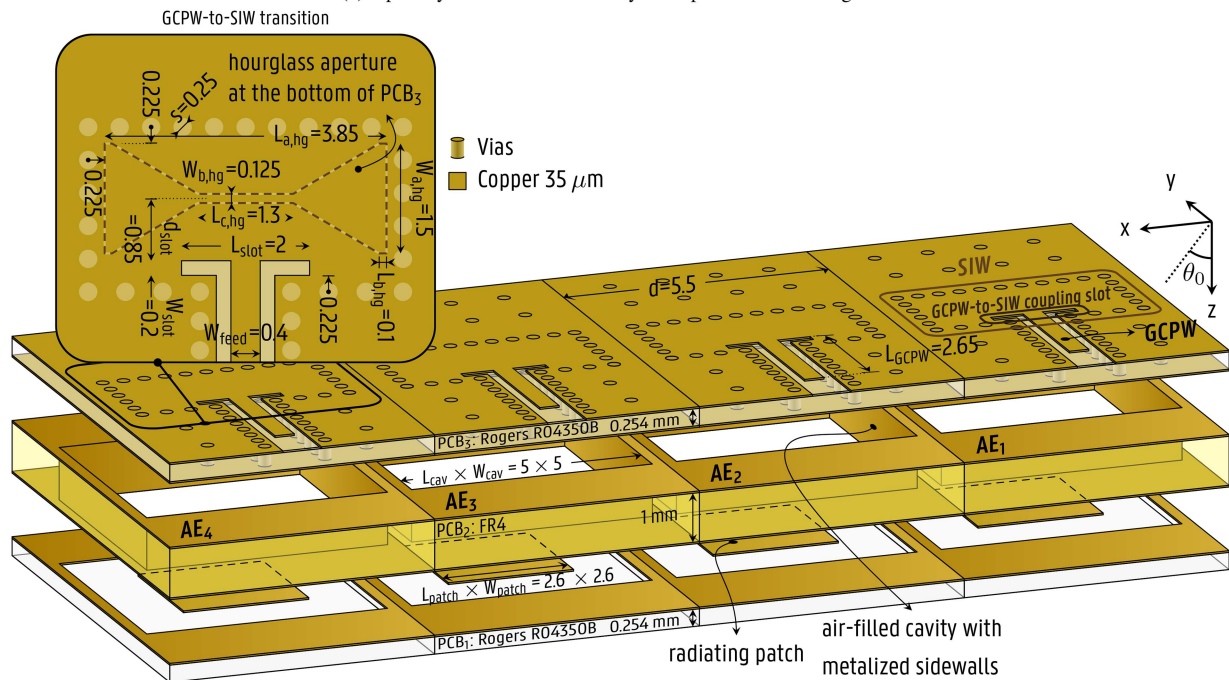 GCPW-to-SIW transition
hourglass aperture
at the bottom of PCB3
0.225
s=0.25
La,hg=3.85
Wb,hg=0.125
Wa,hg=1.5
0.225
Lc,hg=1.3
dslot
=0.85
Lslot=2
Lb,hg=0.1
Wslot
=0.2
0.225
Wfeed=0.4
Vias
Copper 35 μm
y
x
θ0
z
d=5.5
SIW
GCPW-to-SIW coupling slot
GCPW
LGCPW=2.65
PCB3: Rogers RO4350B 0.254 mm
Lcav × Wcav = 5 × 5
AE1
AE2
AE3
AE4
PCB2: FR4
1 mm
Lpatch × Wpatch = 2.6 × 2.6
PCB1: Rogers RO4350B 0.254 mm
radiating patch
air-filled cavity with
metalized sidewalls